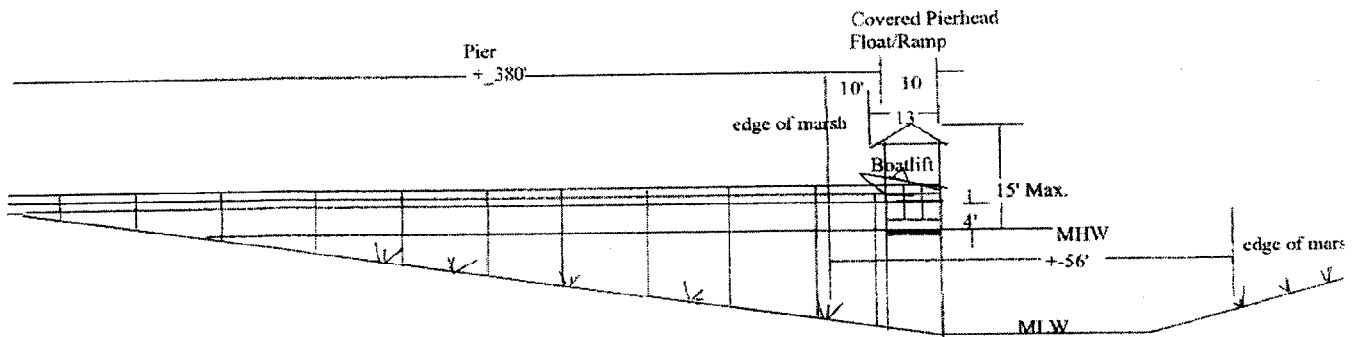 Covered Pierhead
Float/Ramp
Pier
+_380'
10'
10
13
edge of marsh
Boatlift
15' Max.
4'
MHW
edge of mars
+-56'
MLW